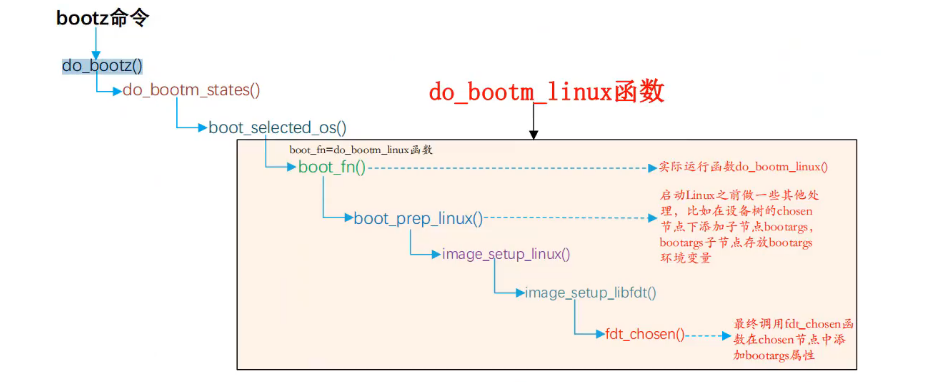 bootz命令
do_bootz()
do_bootm_states()
do_bootm_linux函数
boot_selected_os()
boot_fn=do_bootm_linux函数
boot_fn()
实际运行函数do_bootm_linux()
启动Linux之前做一些其他处
理，比如在设备树的chosen
节点下添加子节点bootargs，
bootargs子节点存放bootargs
环境变量
boot_prep_linux()
image_setup_linux()
image_setup_libfdt()
fdt_chosen()
最终调用fdt_chosen函
数在chosen节点中添
加bootargs属性